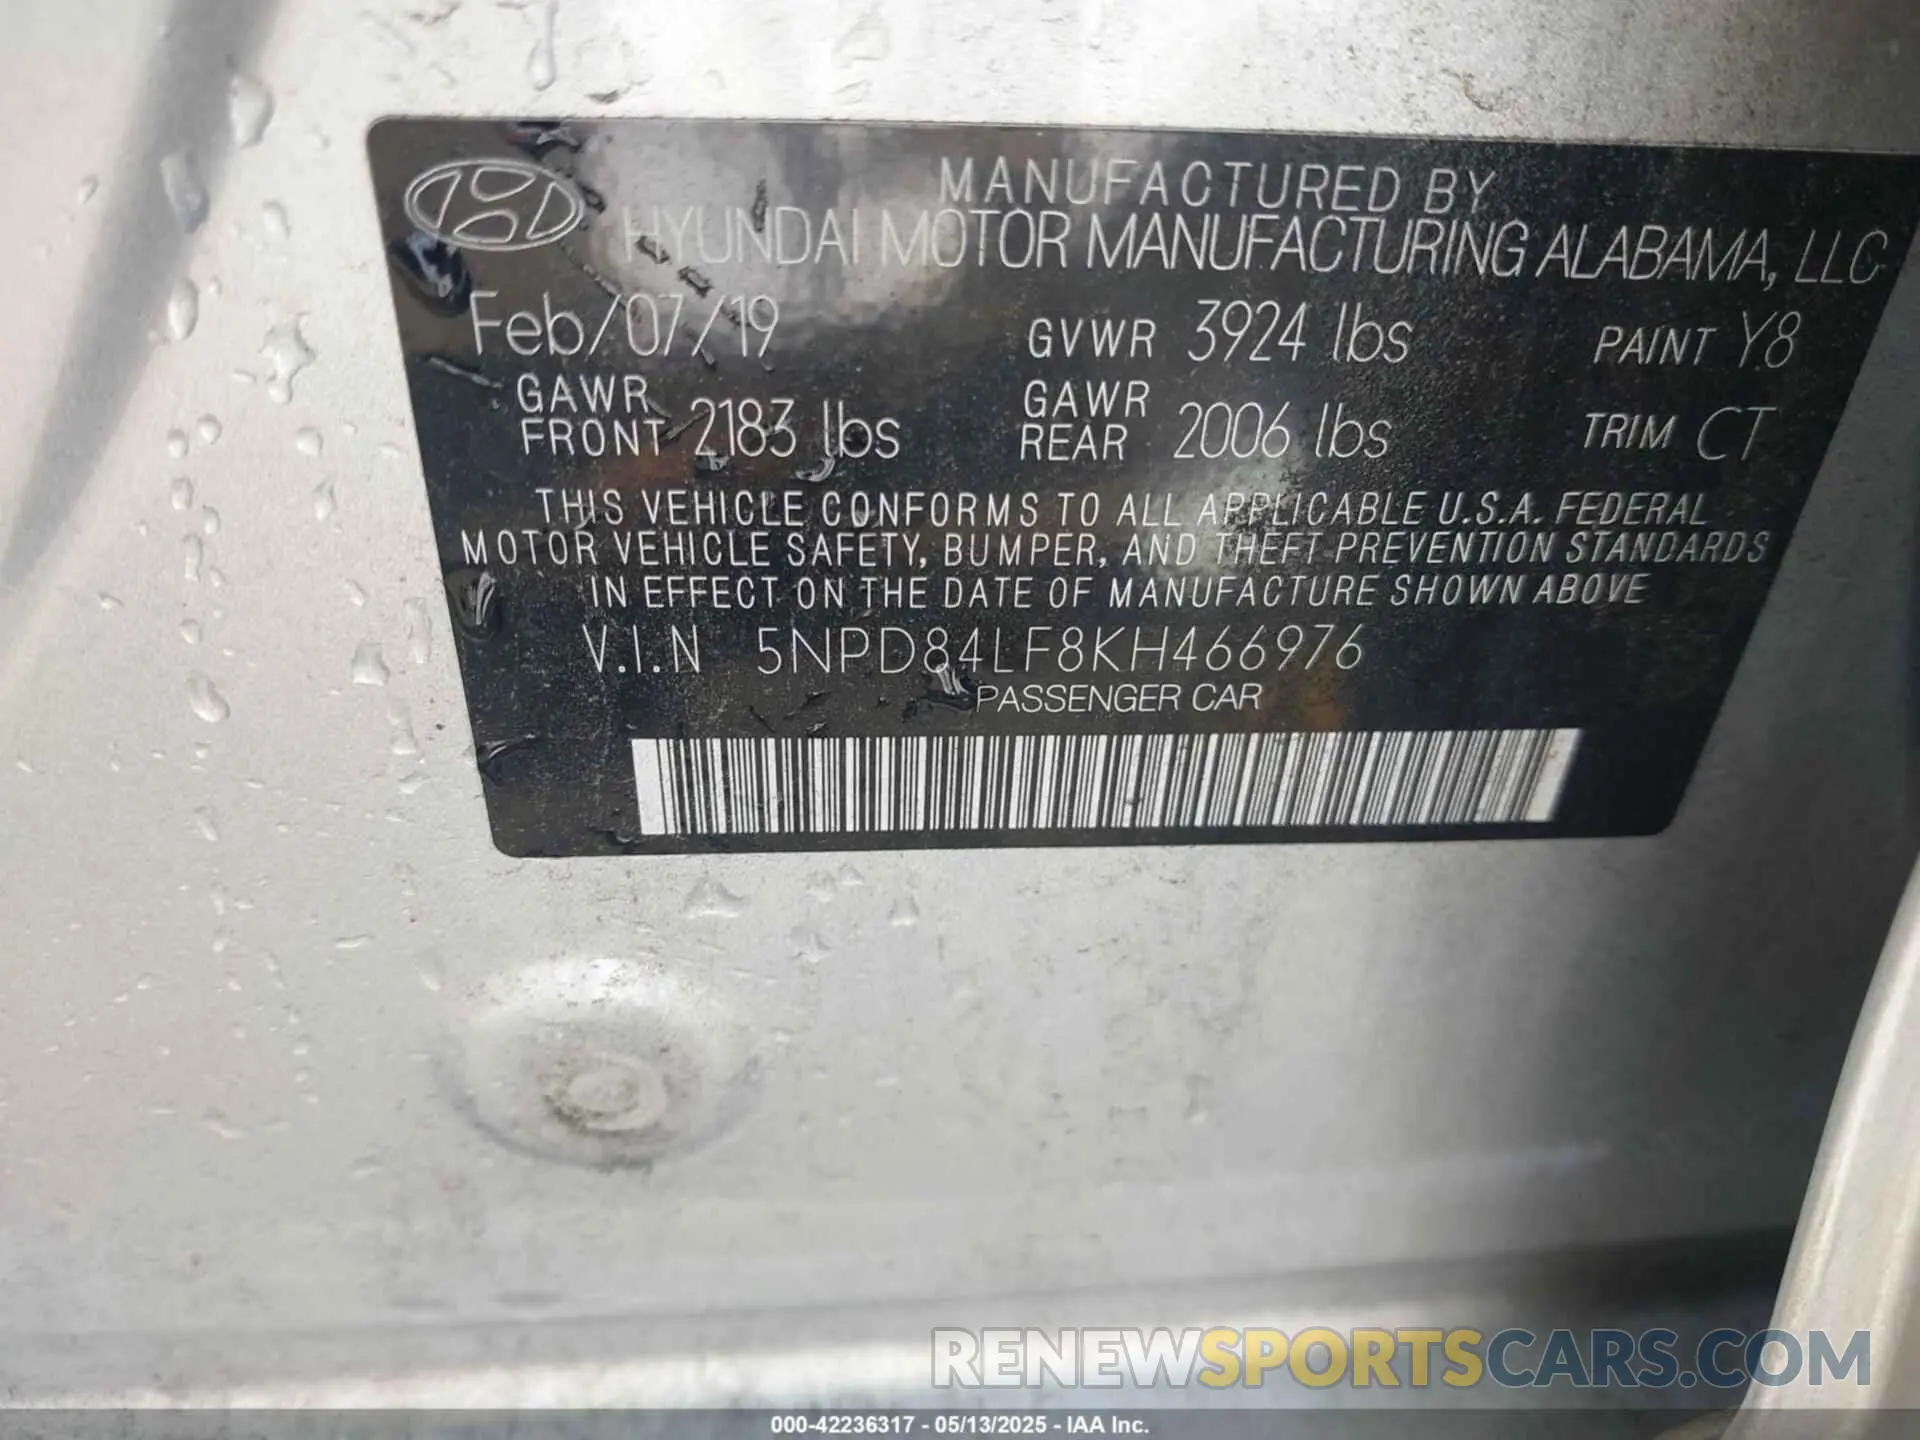 MANUFACTURED BY
HYUNDAI MOTOR MANUFACTURING ALABAMA, LLC
Feb/07/19 GVWR 3924 lbs PAINT Y8
GAWR FRONT 2183 lbs GAWR REAR 2006 lbs TRIM CT
THIS VEHICLE CONFORMS TO ALL APPLICABLE U.S.A. FEDERAL
MOTOR VEHICLE SAFETY, BUMPER, AND THEFT PREVENTION STANDARDS
IN EFFECT ON THE DATE OF MANUFACTURE SHOWN ABOVE
V.I.N 5NPD84LF8KH466976
PASSENGER CAR
RENEWSPORTSCARS.COM
000-42236317 - 05/13/2025 - IAA Inc.